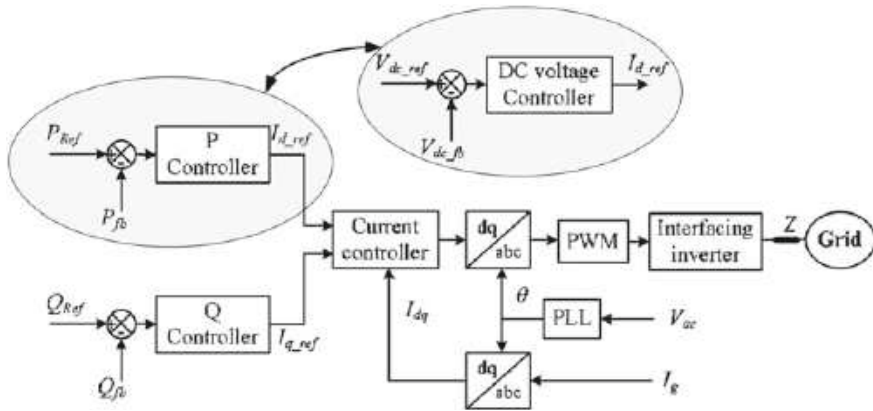 V_dc_ref
DC voltage
Controller
I_d_ref
V_dc_fb
P_Ref
P
Controller
I_d_ref
P_fb
Current
controller
dq
abc
PWM
Interfacing
inverter
Z
Grid
Q_Ref
Q
Controller
I_q_ref
Q_fb
I_dq
θ
PLL
V_ac
dq
abc
I_g